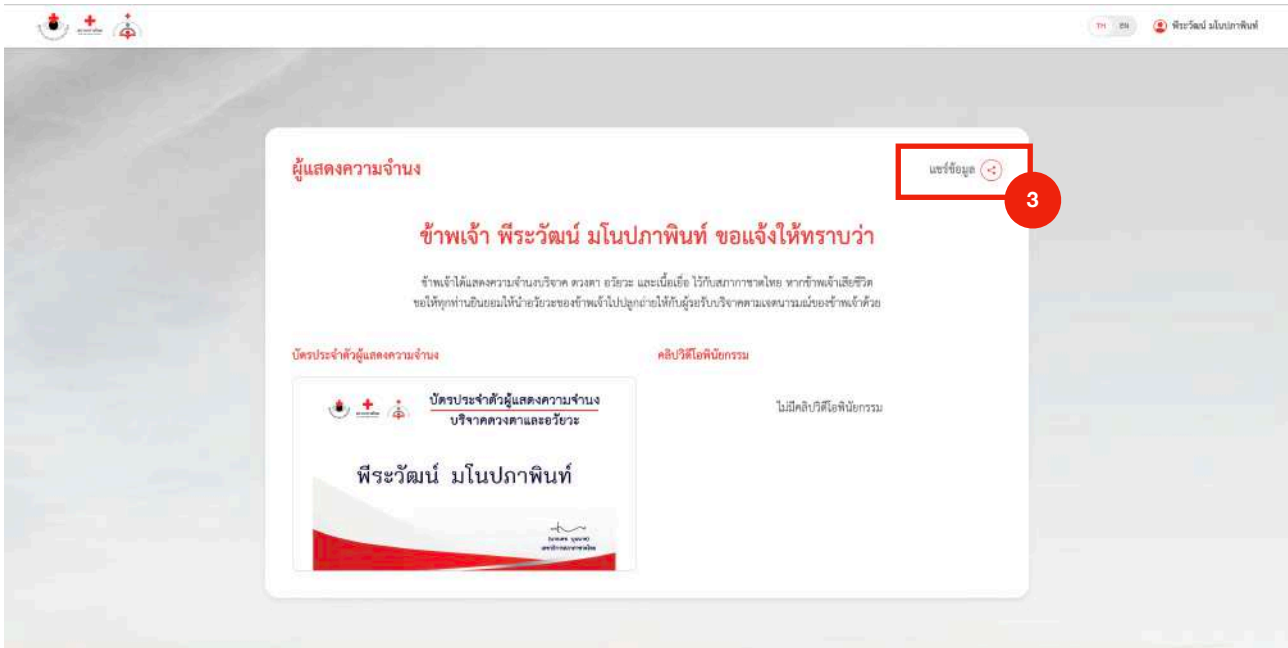 TH EN
พีระวัฒน์ มโนปภาพินท์
ผู้แสดงความจำนง
แชร์ข้อมูล
3
ข้าพเจ้า พีระวัฒน์ มโนปภาพินท์ ขอแจ้งให้ทราบว่า
ข้าพเจ้าได้แสดงความจำนงบริจาค ดวงตา อวัยวะ และเนื้อเยื่อ ไว้กับสภากาชาดไทย หากข้าพเจ้าเสียชีวิต
ขอให้ทุกท่านยินยอมให้นำอวัยวะของข้าพเจ้าไปปลูกถ่ายให้กับผู้รอรับบริจาคตามเจตนารมณ์ของข้าพเจ้าด้วย
บัตรประจำตัวผู้แสดงความจำนง
คลิปวิดีโอพินัยกรรม
บัตรประจำตัวผู้แสดงความจำนง
บริจาคดวงตาและอวัยวะ
ไม่มีคลิปวิดีโอพินัยกรรม
พีระวัฒน์ มโนปภาพินท์